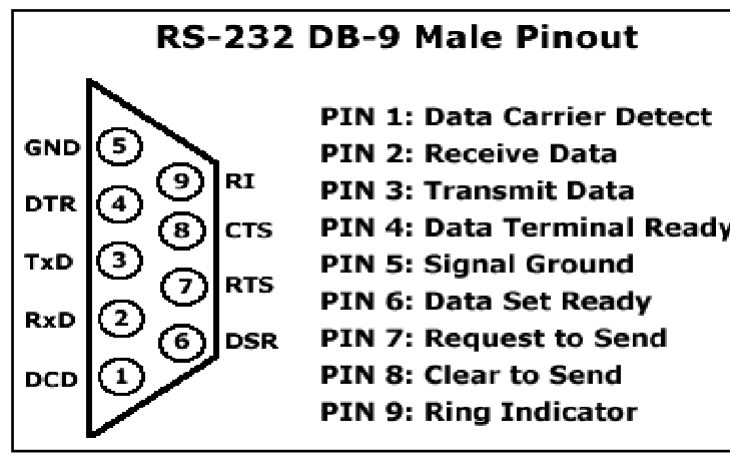 RS-232 DB-9 Male Pinout
GND 5
9 RI
DTR 4
8 CTS
TxD 3
7 RTS
RxD 2
6 DSR
DCD 1
PIN 1: Data Carrier Detect
PIN 2: Receive Data
PIN 3: Transmit Data
PIN 4: Data Terminal Ready
PIN 5: Signal Ground
PIN 6: Data Set Ready
PIN 7: Request to Send
PIN 8: Clear to Send
PIN 9: Ring Indicator